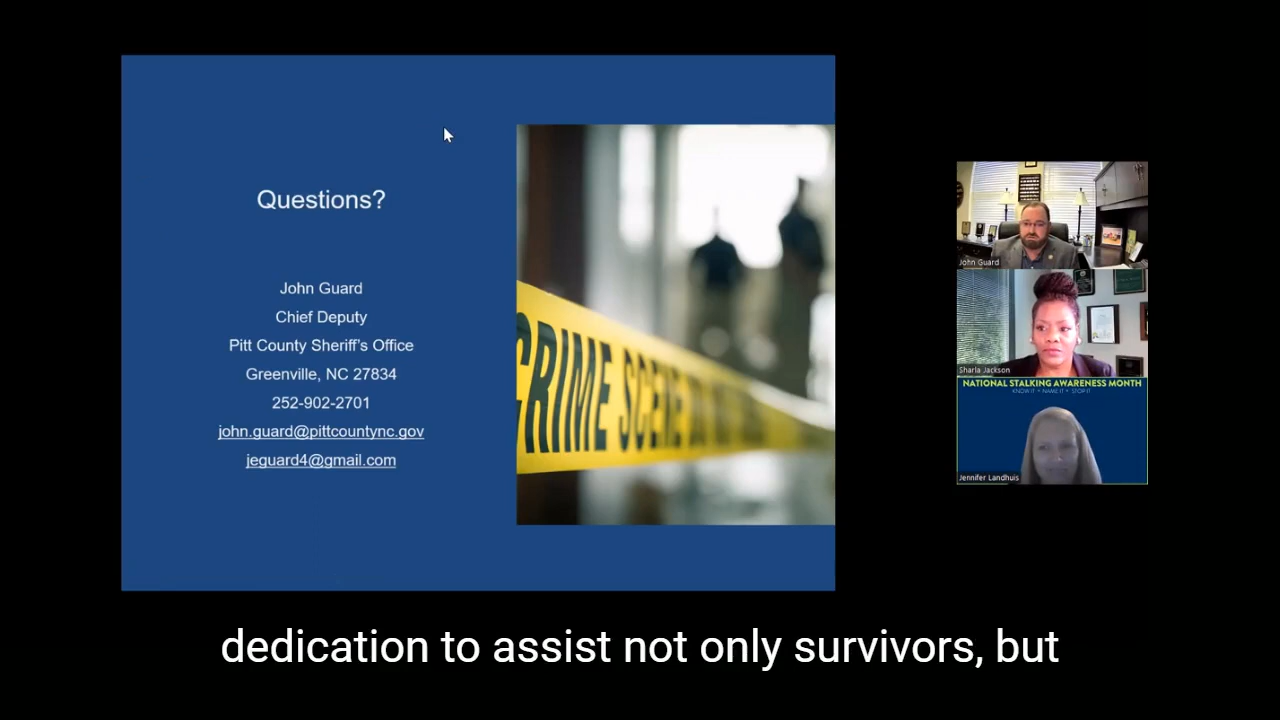 Questions?
John Guard
Chief Deputy
Pitt County Sheriff's Office
Greenville, NC 27834
252-902-2701
john.guard@pittcountync.gov
jeguard4@gmail.com
CRIME SCENE DO NOT
John Guard
Sharla Jackson
NATIONAL STALKING AWARENESS MONTH
KNOW IT • NAME IT • STOP IT
Jennifer Landhuis
dedication to assist not only survivors, but